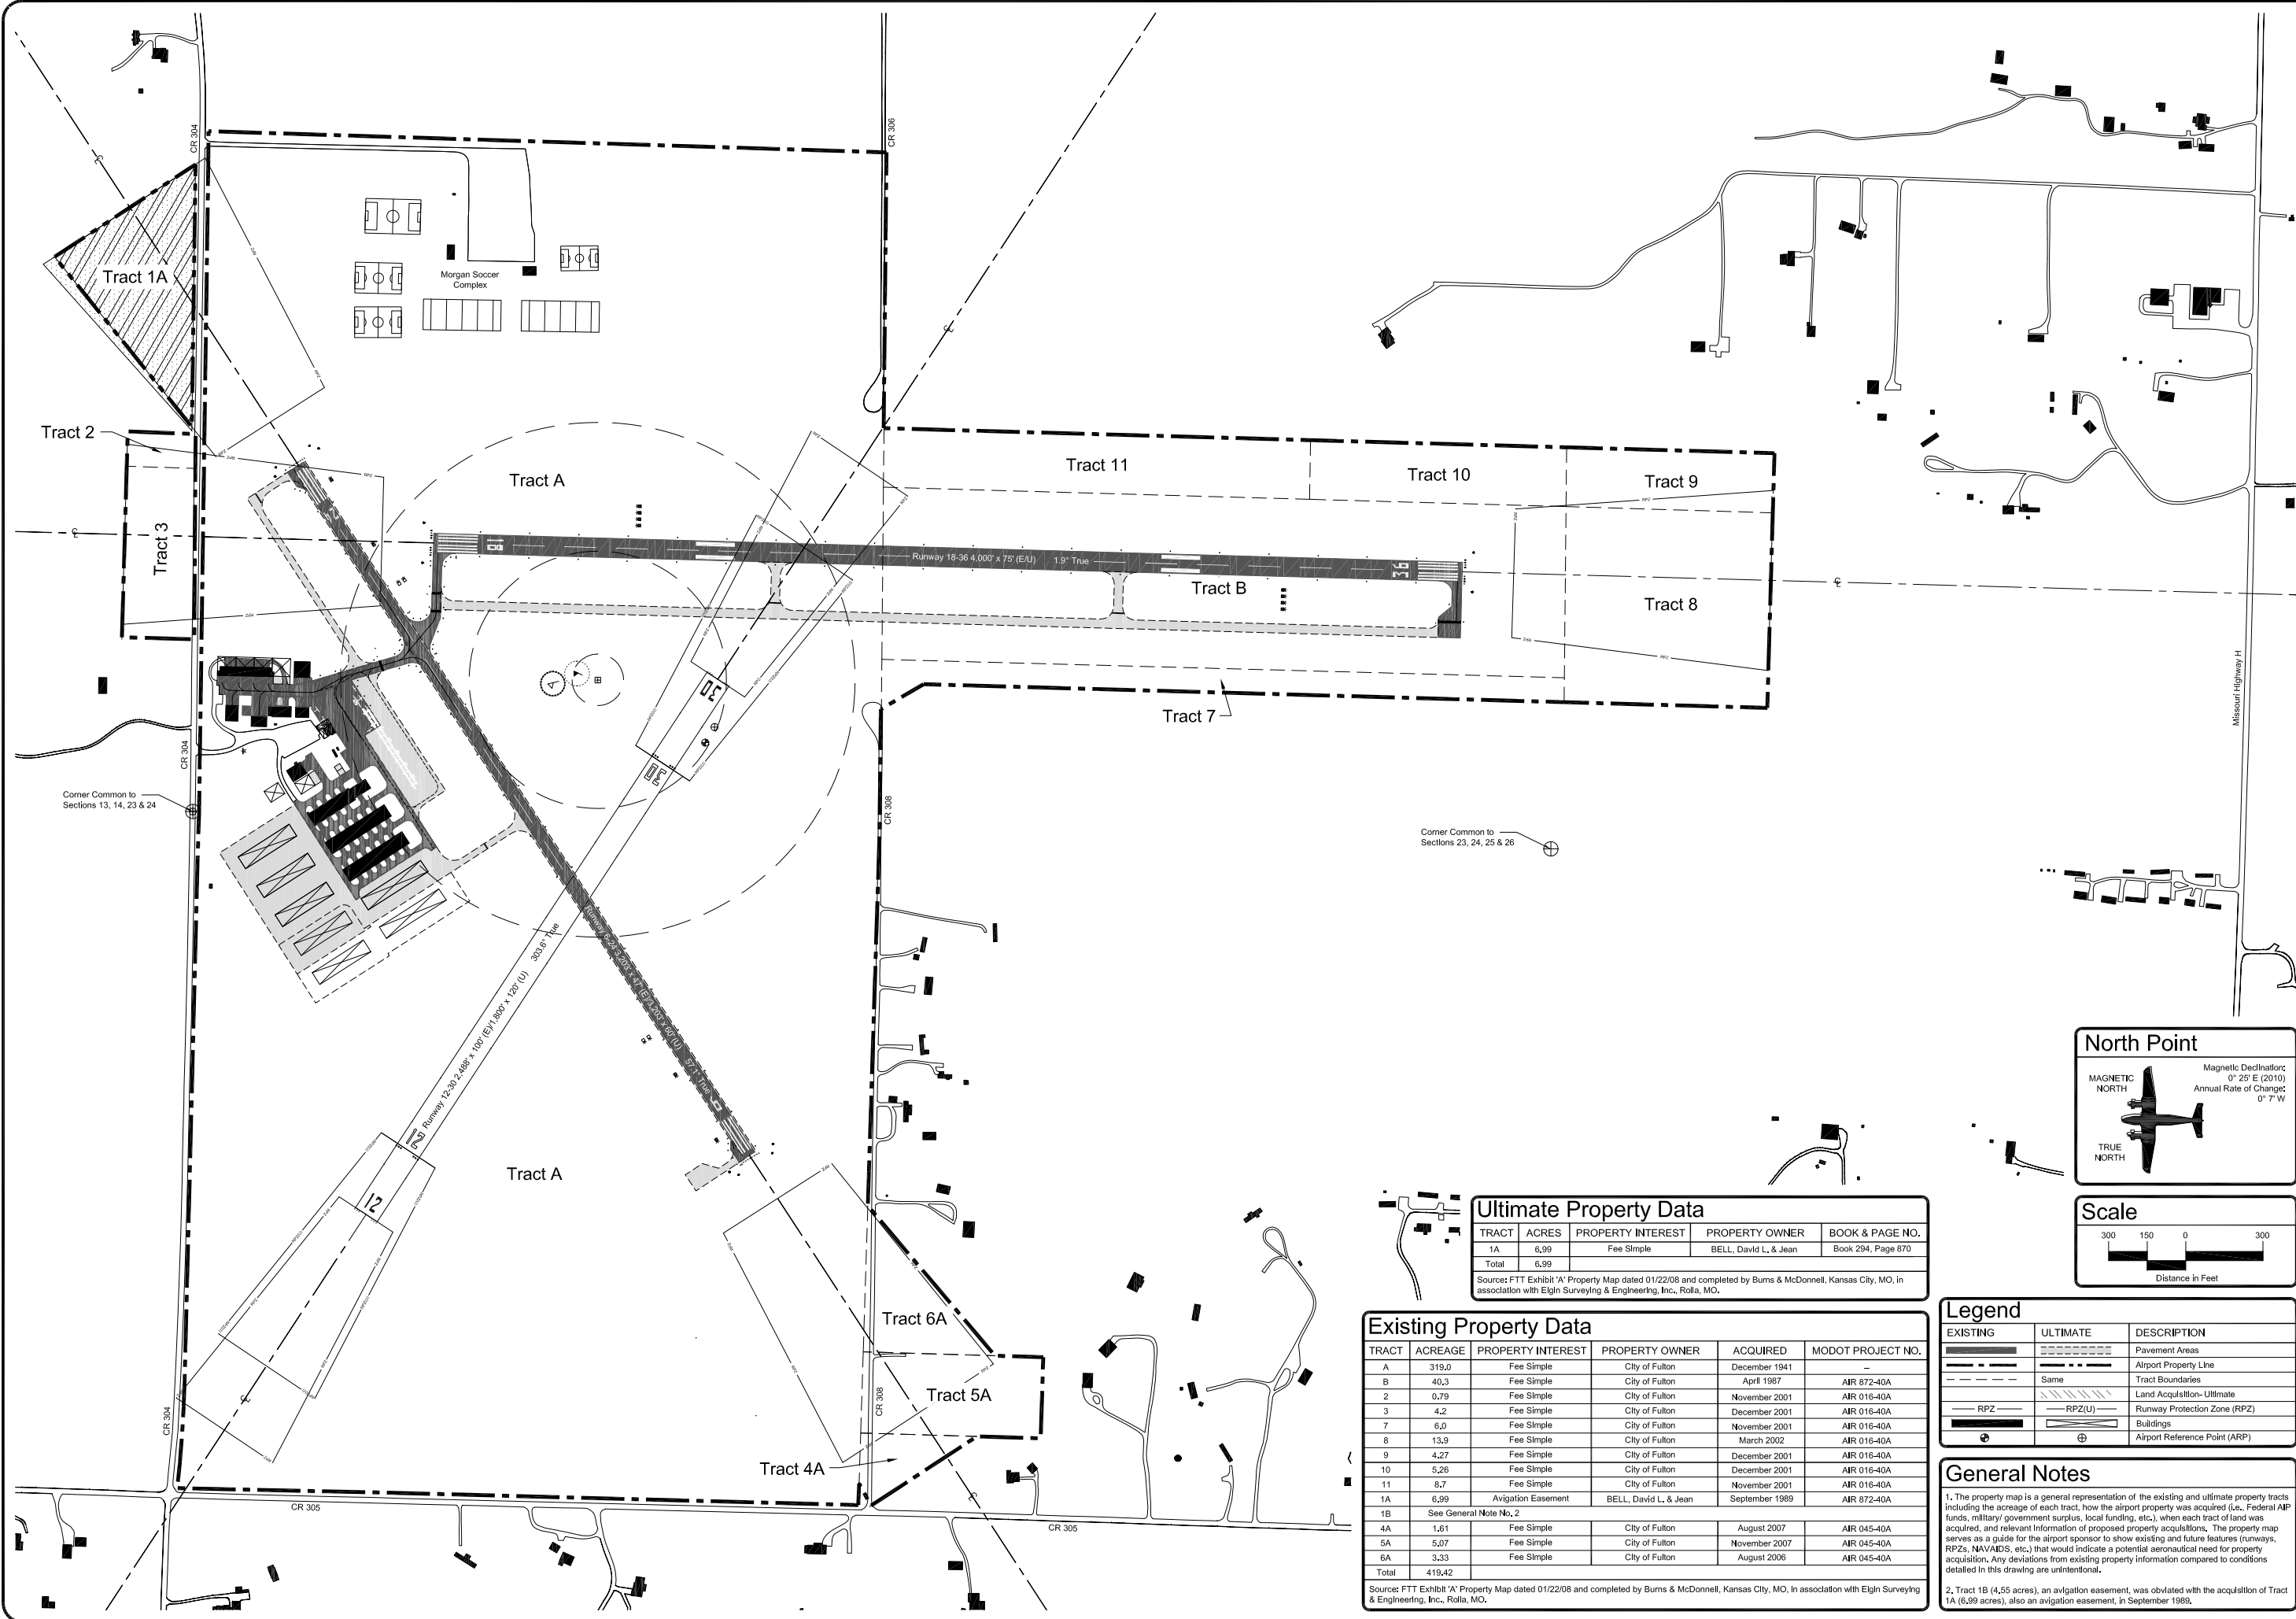 CR 304
CR 306
Tract 1A
Morgan Soccer
Complex
Tract 2
Tract A
Tract 11
Tract 10
Tract 9
Tract 3
18
Runway 18-36 4,000' x 75' (E/U) 1.9° True
36
Tract B
Tract 8
30
Tract 7
Missouri Highway H
CR 304
30
Corner Common to
Sections 13, 14, 23 & 24
CR 308
Corner Common to
Sections 23, 24, 25 & 26
Runway 6-24 3,203' x 47' (E)/3,203' x 60' (U) 57.1° True
Runway 12-30 2,488' x 100' (E)/1,800' x 120' (U) 303.6° True
12
6
Tract A
12
Tract 6A
Tract 5A
CR 308
Tract 4A
CR 304
CR 305
CR 305
RPZ
RPZ(U)
North Point
MAGNETIC
NORTH
Magnetic Declination:
0° 25' E (2010)
Annual Rate of Change:
0° 7' W
TRUE
NORTH
Scale
300 150 0 300
Distance in Feet
Ultimate Property Data
TRACT ACRES PROPERTY INTEREST PROPERTY OWNER BOOK & PAGE NO.
1A 6.99 Fee Simple BELL, David L. & Jean Book 294, Page 870
Total 6.99
Source: FTT Exhibit 'A' Property Map dated 01/22/08 and completed by Burns & McDonnell, Kansas City, MO, in
association with Elgin Surveying & Engineering, Inc., Rolla, MO.
Existing Property Data
TRACT ACREAGE PROPERTY INTEREST PROPERTY OWNER ACQUIRED MODOT PROJECT NO.
A 319.0 Fee Simple City of Fulton December 1941 –
B 40.3 Fee Simple City of Fulton April 1987 AIR 872-40A
2 0.79 Fee Simple City of Fulton November 2001 AIR 016-40A
3 4.2 Fee Simple City of Fulton December 2001 AIR 016-40A
7 6.0 Fee Simple City of Fulton November 2001 AIR 016-40A
8 13.9 Fee Simple City of Fulton March 2002 AIR 016-40A
9 4.27 Fee Simple City of Fulton December 2001 AIR 016-40A
10 5.26 Fee Simple City of Fulton December 2001 AIR 016-40A
11 8.7 Fee Simple City of Fulton November 2001 AIR 016-40A
1A 6.99 Avigation Easement BELL, David L. & Jean September 1989 AIR 872-40A
1B See General Note No. 2
4A 1.61 Fee Simple City of Fulton August 2007 AIR 045-40A
5A 5.07 Fee Simple City of Fulton November 2007 AIR 045-40A
6A 3.33 Fee Simple City of Fulton August 2006 AIR 045-40A
Total 419.42
Source: FTT Exhibit 'A' Property Map dated 01/22/08 and completed by Burns & McDonnell, Kansas City, MO, in association with Elgin Surveying
& Engineering, Inc., Rolla, MO.
Legend
EXISTING ULTIMATE DESCRIPTION
Pavement Areas
Airport Property Line
Same Tract Boundaries
Land Acquisition- Ultimate
RPZ RPZ(U) Runway Protection Zone (RPZ)
Buildings
Airport Reference Point (ARP)
General Notes
1. The property map is a general representation of the existing and ultimate property tracts
including the acreage of each tract, how the airport property was acquired (i.e., Federal AIP
funds, military/ government surplus, local funding, etc.), when each tract of land was
acquired, and relevant information of proposed property acquisitions. The property map
serves as a guide for the airport sponsor to show existing and future features (runways,
RPZs, NAVAIDS, etc.) that would indicate a potential aeronautical need for property
acquisition. Any deviations from existing property information compared to conditions
detailed in this drawing are unintentional.
2. Tract 1B (4.55 acres), an avigation easement, was obviated with the acquisition of Tract
1A (6.99 acres), also an avigation easement, in September 1989.